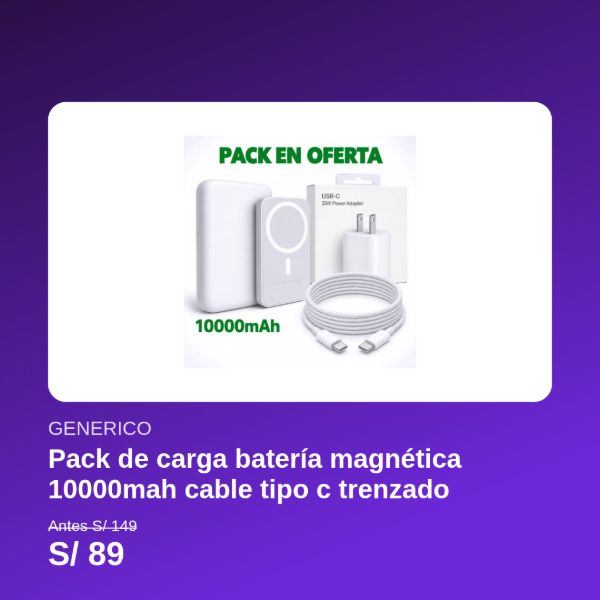 PACK EN OFERTA
USB-C
35W Power Adapter
10000mAh
GENERICO
Pack de carga batería magnética
10000mah cable tipo c trenzado
Antes S/ 149
S/ 89